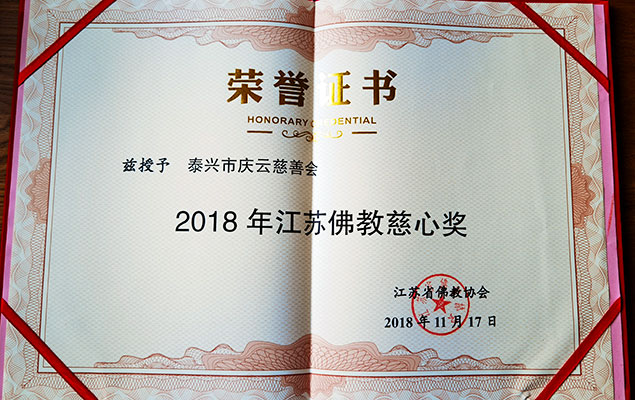 荣誉证书
HONORARY CREDENTIAL
兹授予 泰兴市庆云慈善会
2018年江苏佛教慈心奖
江苏省佛教协会
2018年11月17日